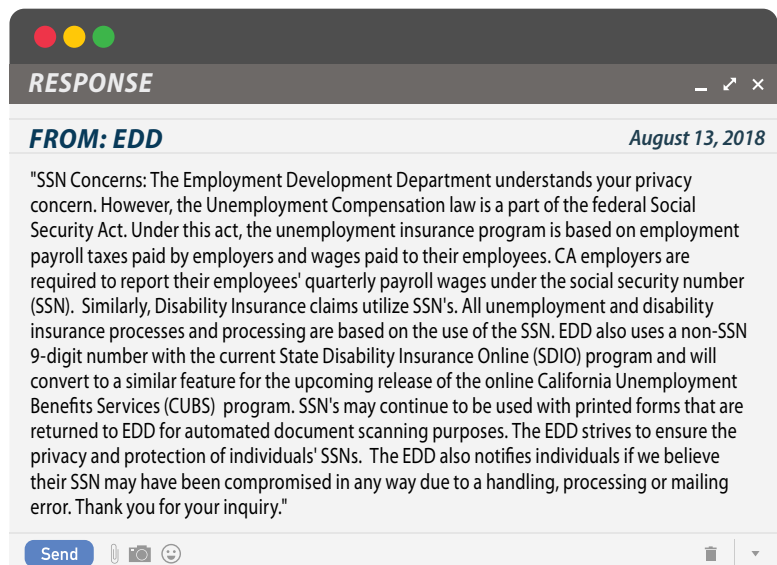 RESPONSE
FROM: EDD
August 13, 2018
"SSN Concerns: The Employment Development Department understands your privacy
concern. However, the Unemployment Compensation law is a part of the federal Social
Security Act. Under this act, the unemployment insurance program is based on employment
payroll taxes paid by employers and wages paid to their employees. CA employers are
required to report their employees' quarterly payroll wages under the social security number
(SSN).  Similarly, Disability Insurance claims utilize SSN's. All unemployment and disability
insurance processes and processing are based on the use of the SSN. EDD also uses a non-SSN
9-digit number with the current State Disability Insurance Online (SDIO) program and will
convert to a similar feature for the upcoming release of the online California Unemployment
Benefits Services (CUBS)  program. SSN's may continue to be used with printed forms that are
returned to EDD for automated document scanning purposes. The EDD strives to ensure the
privacy and protection of individuals' SSNs.  The EDD also notifies individuals if we believe
their SSN may have been compromised in any way due to a handling, processing or mailing
error. Thank you for your inquiry."
Send